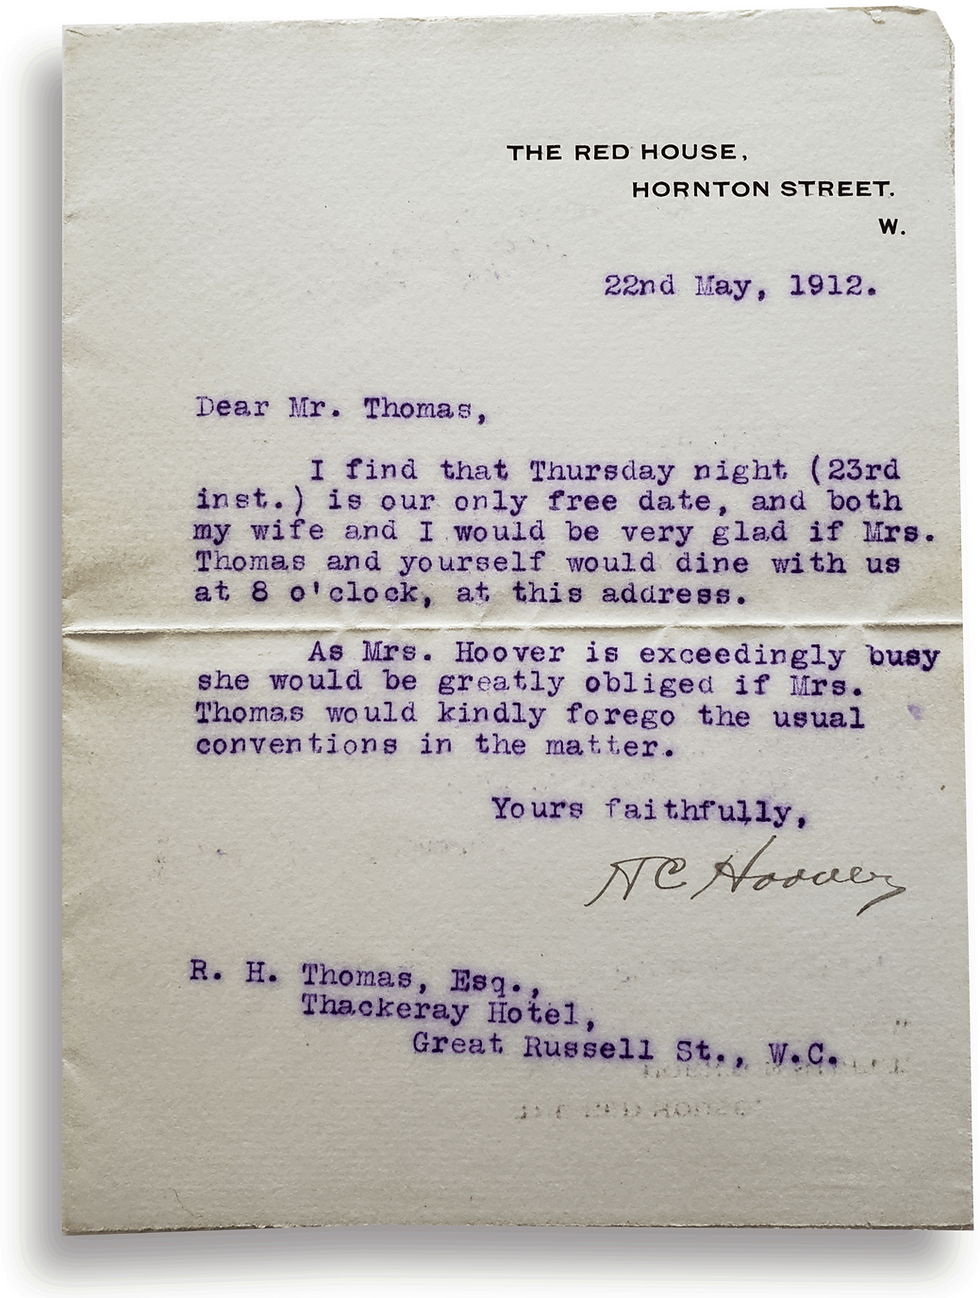 THE RED HOUSE,
HORNTON STREET.
W.
22nd May, 1912.
Dear Mr. Thomas,
I find that Thursday night (23rd
inst.) is our only free date, and both
my wife and I would be very glad if Mrs.
Thomas and yourself would dine with us
at 8 o'clock, at this address.
As Mrs. Hoover is exceedingly busy
she would be greatly obliged if Mrs.
Thomas would kindly forego the usual
conventions in the matter.
Yours faithfully,
HC Hoover
R. H. Thomas, Esq.,
Thackeray Hotel,
Great Russell St., W.C.